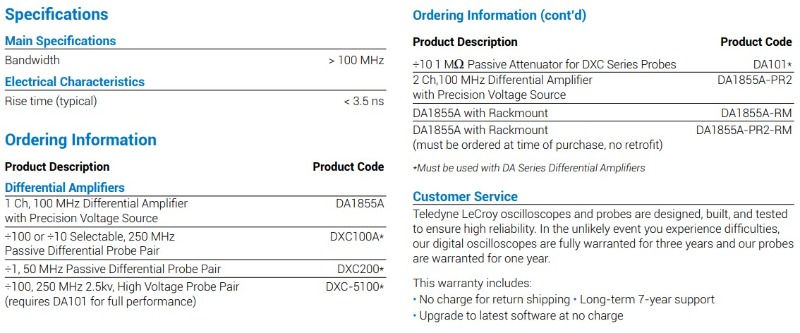 Specifications
Main Specifications
Bandwidth > 100 MHz
Electrical Characteristics
Rise time (typical) < 3.5 ns
Ordering Information
Product Description Product Code
Differential Amplifiers
1 Ch, 100 MHz Differential Amplifier DA1855A
with Precision Voltage Source
÷100 or ÷10 Selectable, 250 MHz DXC100A*
Passive Differential Probe Pair
÷1, 50 MHz Passive Differential Probe Pair DXC200*
÷100, 250 MHz 2.5kv, High Voltage Probe Pair DXC-5100*
(requires DA101 for full performance)
Ordering Information (cont'd)
Product Description Product Code
÷10 1 MΩ Passive Attenuator for DXC Series Probes DA101*
2 Ch,100 MHz Differential Amplifier DA1855A-PR2
with Precision Voltage Source
DA1855A with Rackmount DA1855A-RM
DA1855A with Rackmount DA1855A-PR2-RM
(must be ordered at time of purchase, no retrofit)
*Must be used with DA Series Differential Amplifiers
Customer Service
Teledyne LeCroy oscilloscopes and probes are designed, built, and tested
to ensure high reliability. In the unlikely event you experience difficulties,
our digital oscilloscopes are fully warranted for three years and our probes
are warranted for one year.
This warranty includes:
• No charge for return shipping • Long-term 7-year support
• Upgrade to latest software at no charge